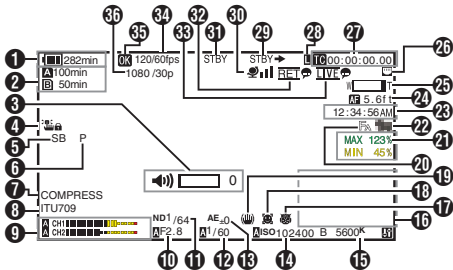 36 35 34 33 32 31 30 29 28 27
1 282min OK 120/60fps STBY STBY L TC 00:00:00.00 26
2 A 100min 1080 /30p RET LIVE
B 50min W T 25
3 AF 5.6ft 24
12:34:56AM 23
4 FA 22
5 SB P MAX 123% 21
6 0 MIN 45%
20
7 COMPRESS 19 18 17
8 ITU709 16
9 A CH1 ND1/64 AE±0
A CH2 A F2.8 A 1/60 A ISO102400 B 5600K
10 11 12 13 14 15